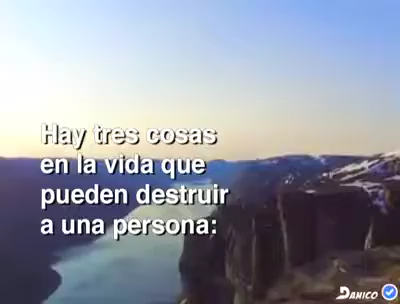 Hay tres cosas
en la vida que
pueden destruir
a una persona:
DANICO